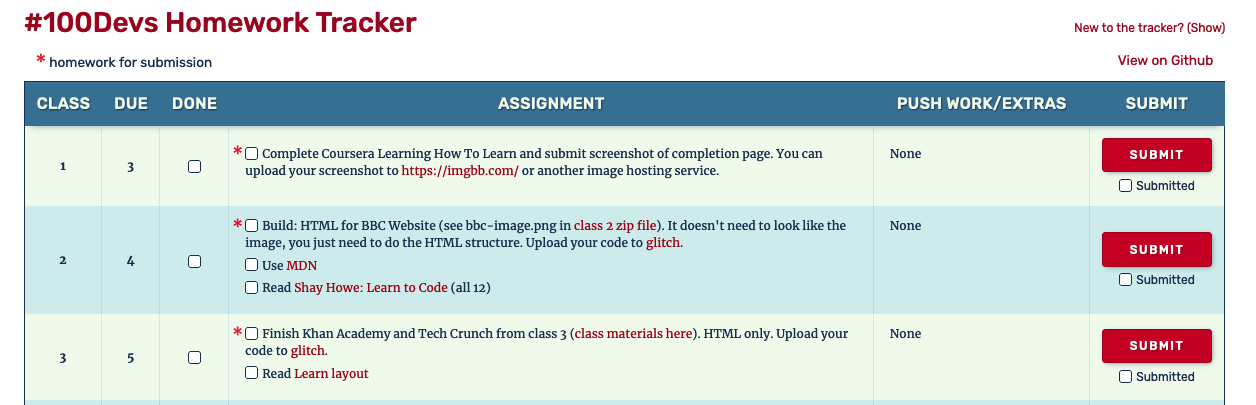 #100Devs Homework Tracker
New to the tracker? (Show)
* homework for submission
View on Github
CLASS DUE DONE ASSIGNMENT PUSH WORK/EXTRAS SUBMIT
1 3
* Complete Coursera Learning How To Learn and submit screenshot of completion page. You can
upload your screenshot to https://imgbb.com/ or another image hosting service.
None
SUBMIT
Submitted
2 4
* Build: HTML for BBC Website (see bbc-image.png in class 2 zip file). It doesn't need to look like the
image, you just need to do the HTML structure. Upload your code to glitch.
Use MDN
Read Shay Howe: Learn to Code (all 12)
None
SUBMIT
Submitted
3 5
* Finish Khan Academy and Tech Crunch from class 3 (class materials here). HTML only. Upload your
code to glitch.
Read Learn layout
None
SUBMIT
Submitted